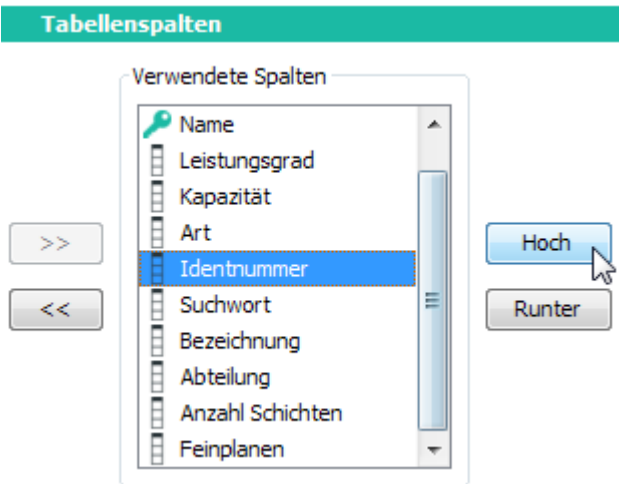 Tabellenspalten
Verwendete Spalten
Name
Leistungsgrad
Kapazität
Art
>>
Hoch
Identnummer
<<
Suchwort
Runter
Bezeichnung
Abteilung
Anzahl Schichten
Feinplanen